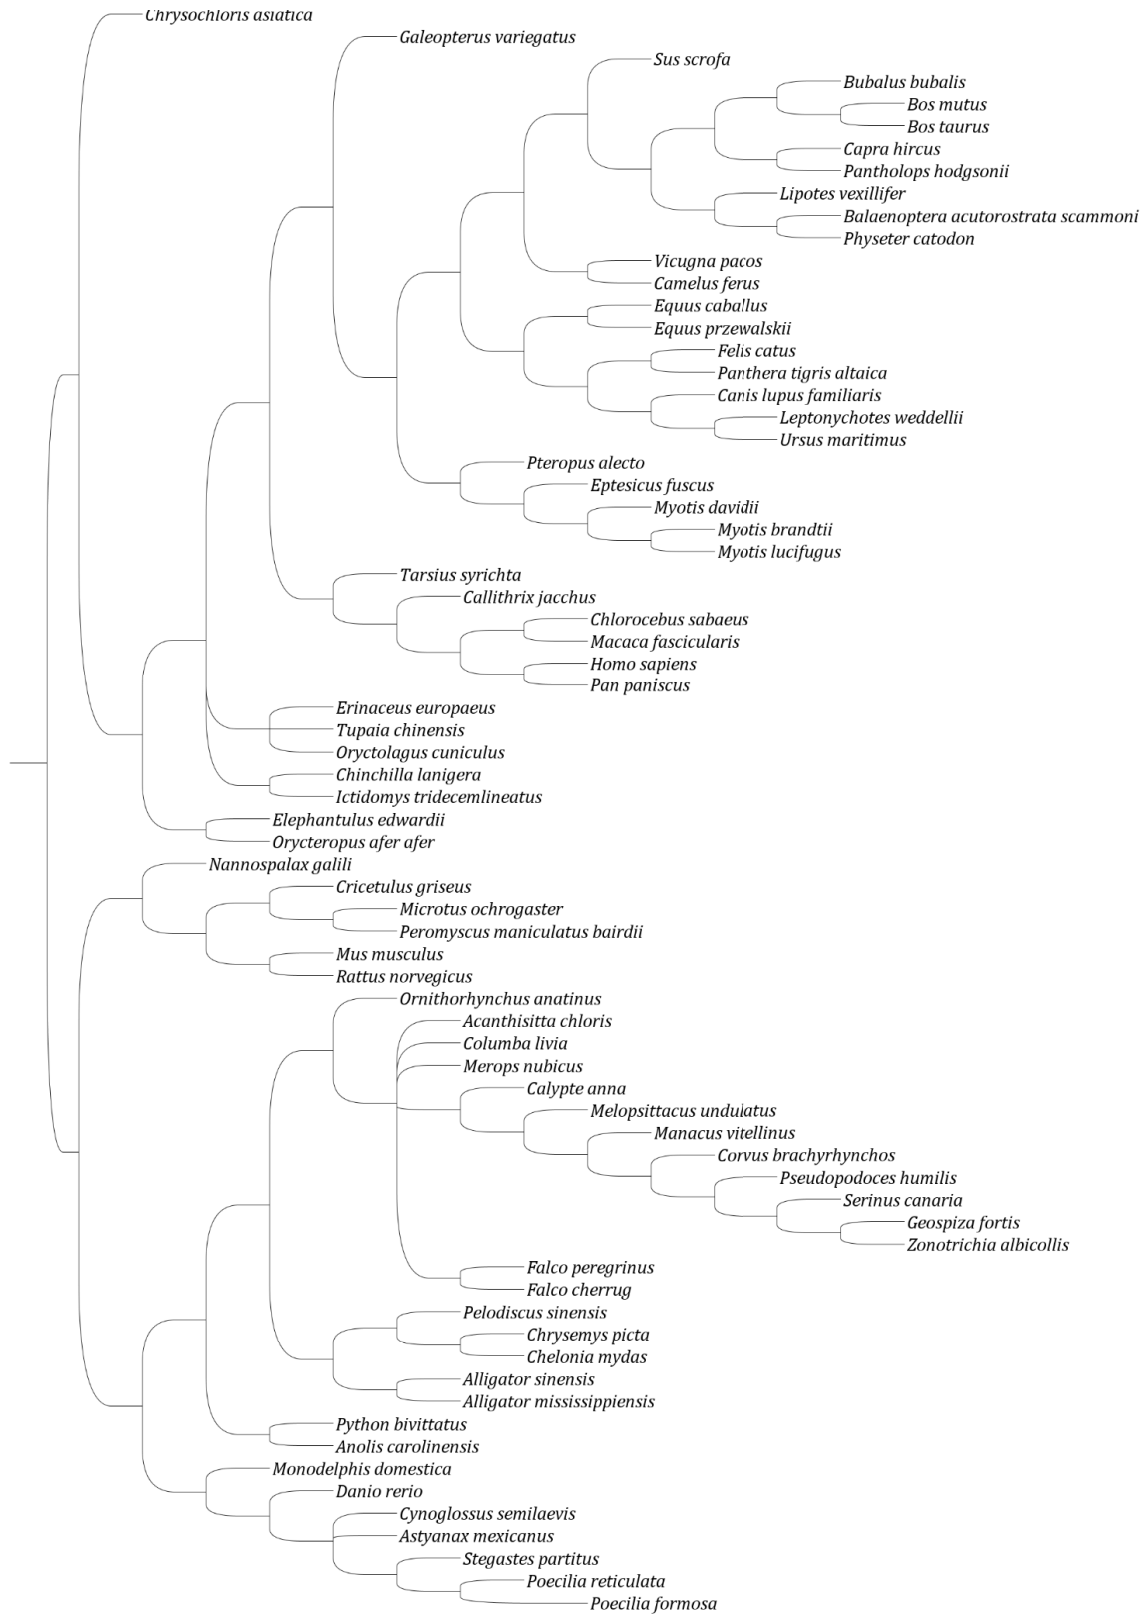 Chrysochloris asiatica
Galeopterus variegatus
Sus scrofa
Bubalus bubalis
Bos mutus
Bos taurus
Capra hircus
Pantholops hodgsonii
Lipotes vexillifer
Balaenoptera acutorostrata scammoni
Physeter catodon
Vicugna pacos
Camelus ferus
Equus caballus
Equus przewalskii
Felis catus
Panthera tigris altaica
Canis lupus familiaris
Leptonychotes weddellii
Ursus maritimus
Pteropus alecto
Eptesicus fuscus
Myotis davidii
Myotis brandtii
Myotis lucifugus
Tarsius syrichta
Callithrix jacchus
Chlorocebus sabaeus
Macaca fascicularis
Homo sapiens
Pan paniscus
Erinaceus europaeus
Tupaia chinensis
Oryctolagus cuniculus
Chinchilla lanigera
Ictidomys tridecemlineatus
Elephantulus edwardii
Orycteropus afer afer
Nannospalax galili
Cricetulus griseus
Microtus ochrogaster
Peromyscus maniculatus bairdii
Mus musculus
Rattus norvegicus
Ornithorhynchus anatinus
Acanthisitta chloris
Columba livia
Merops nubicus
Calypte anna
Melopsittacus undulatus
Manacus vitellinus
Corvus brachyrhynchos
Pseudopodoces humilis
Serinus canaria
Geospiza fortis
Zonotrichia albicollis
Falco peregrinus
Falco cherrug
Pelodiscus sinensis
Chrysemys picta
Chelonia mydas
Alligator sinensis
Alligator mississippiensis
Python bivittatus
Anolis carolinensis
Monodelphis domestica
Danio rerio
Cynoglossus semilaevis
Astyanax mexicanus
Stegastes partitus
Poecilia reticulata
Poecilia formosa